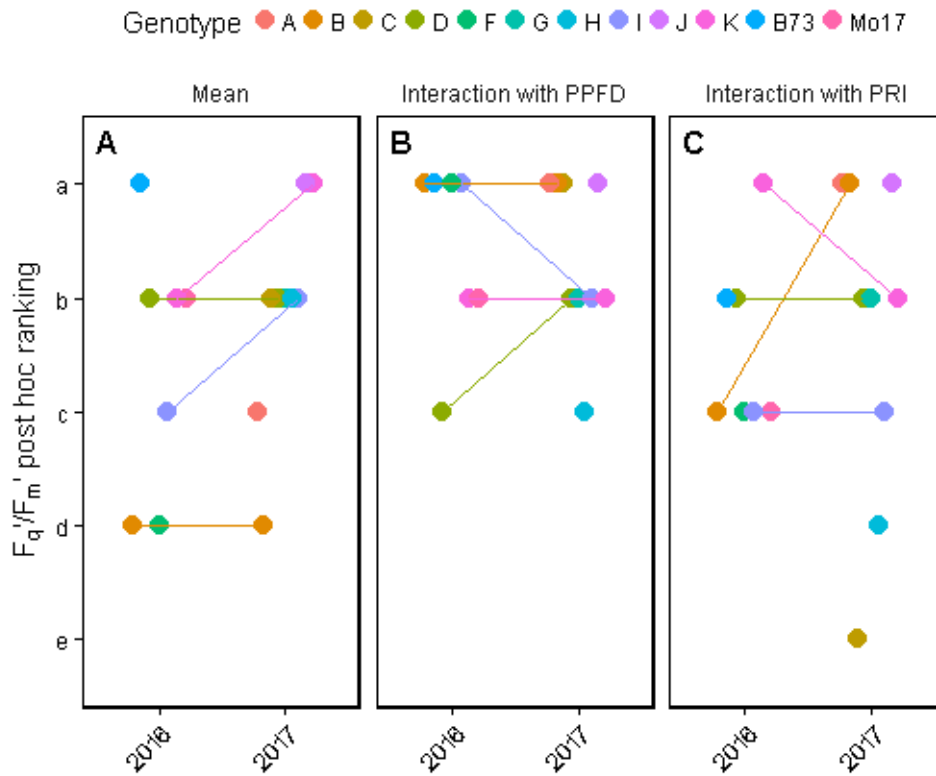 Genotype A B C D F G H I J K B73 Mo17
Mean Interaction with PPFD Interaction with PRI
A B C
a
b
c
d
e
Fq'/Fm' post hoc ranking
2016 2017 2016 2017 2016 2017